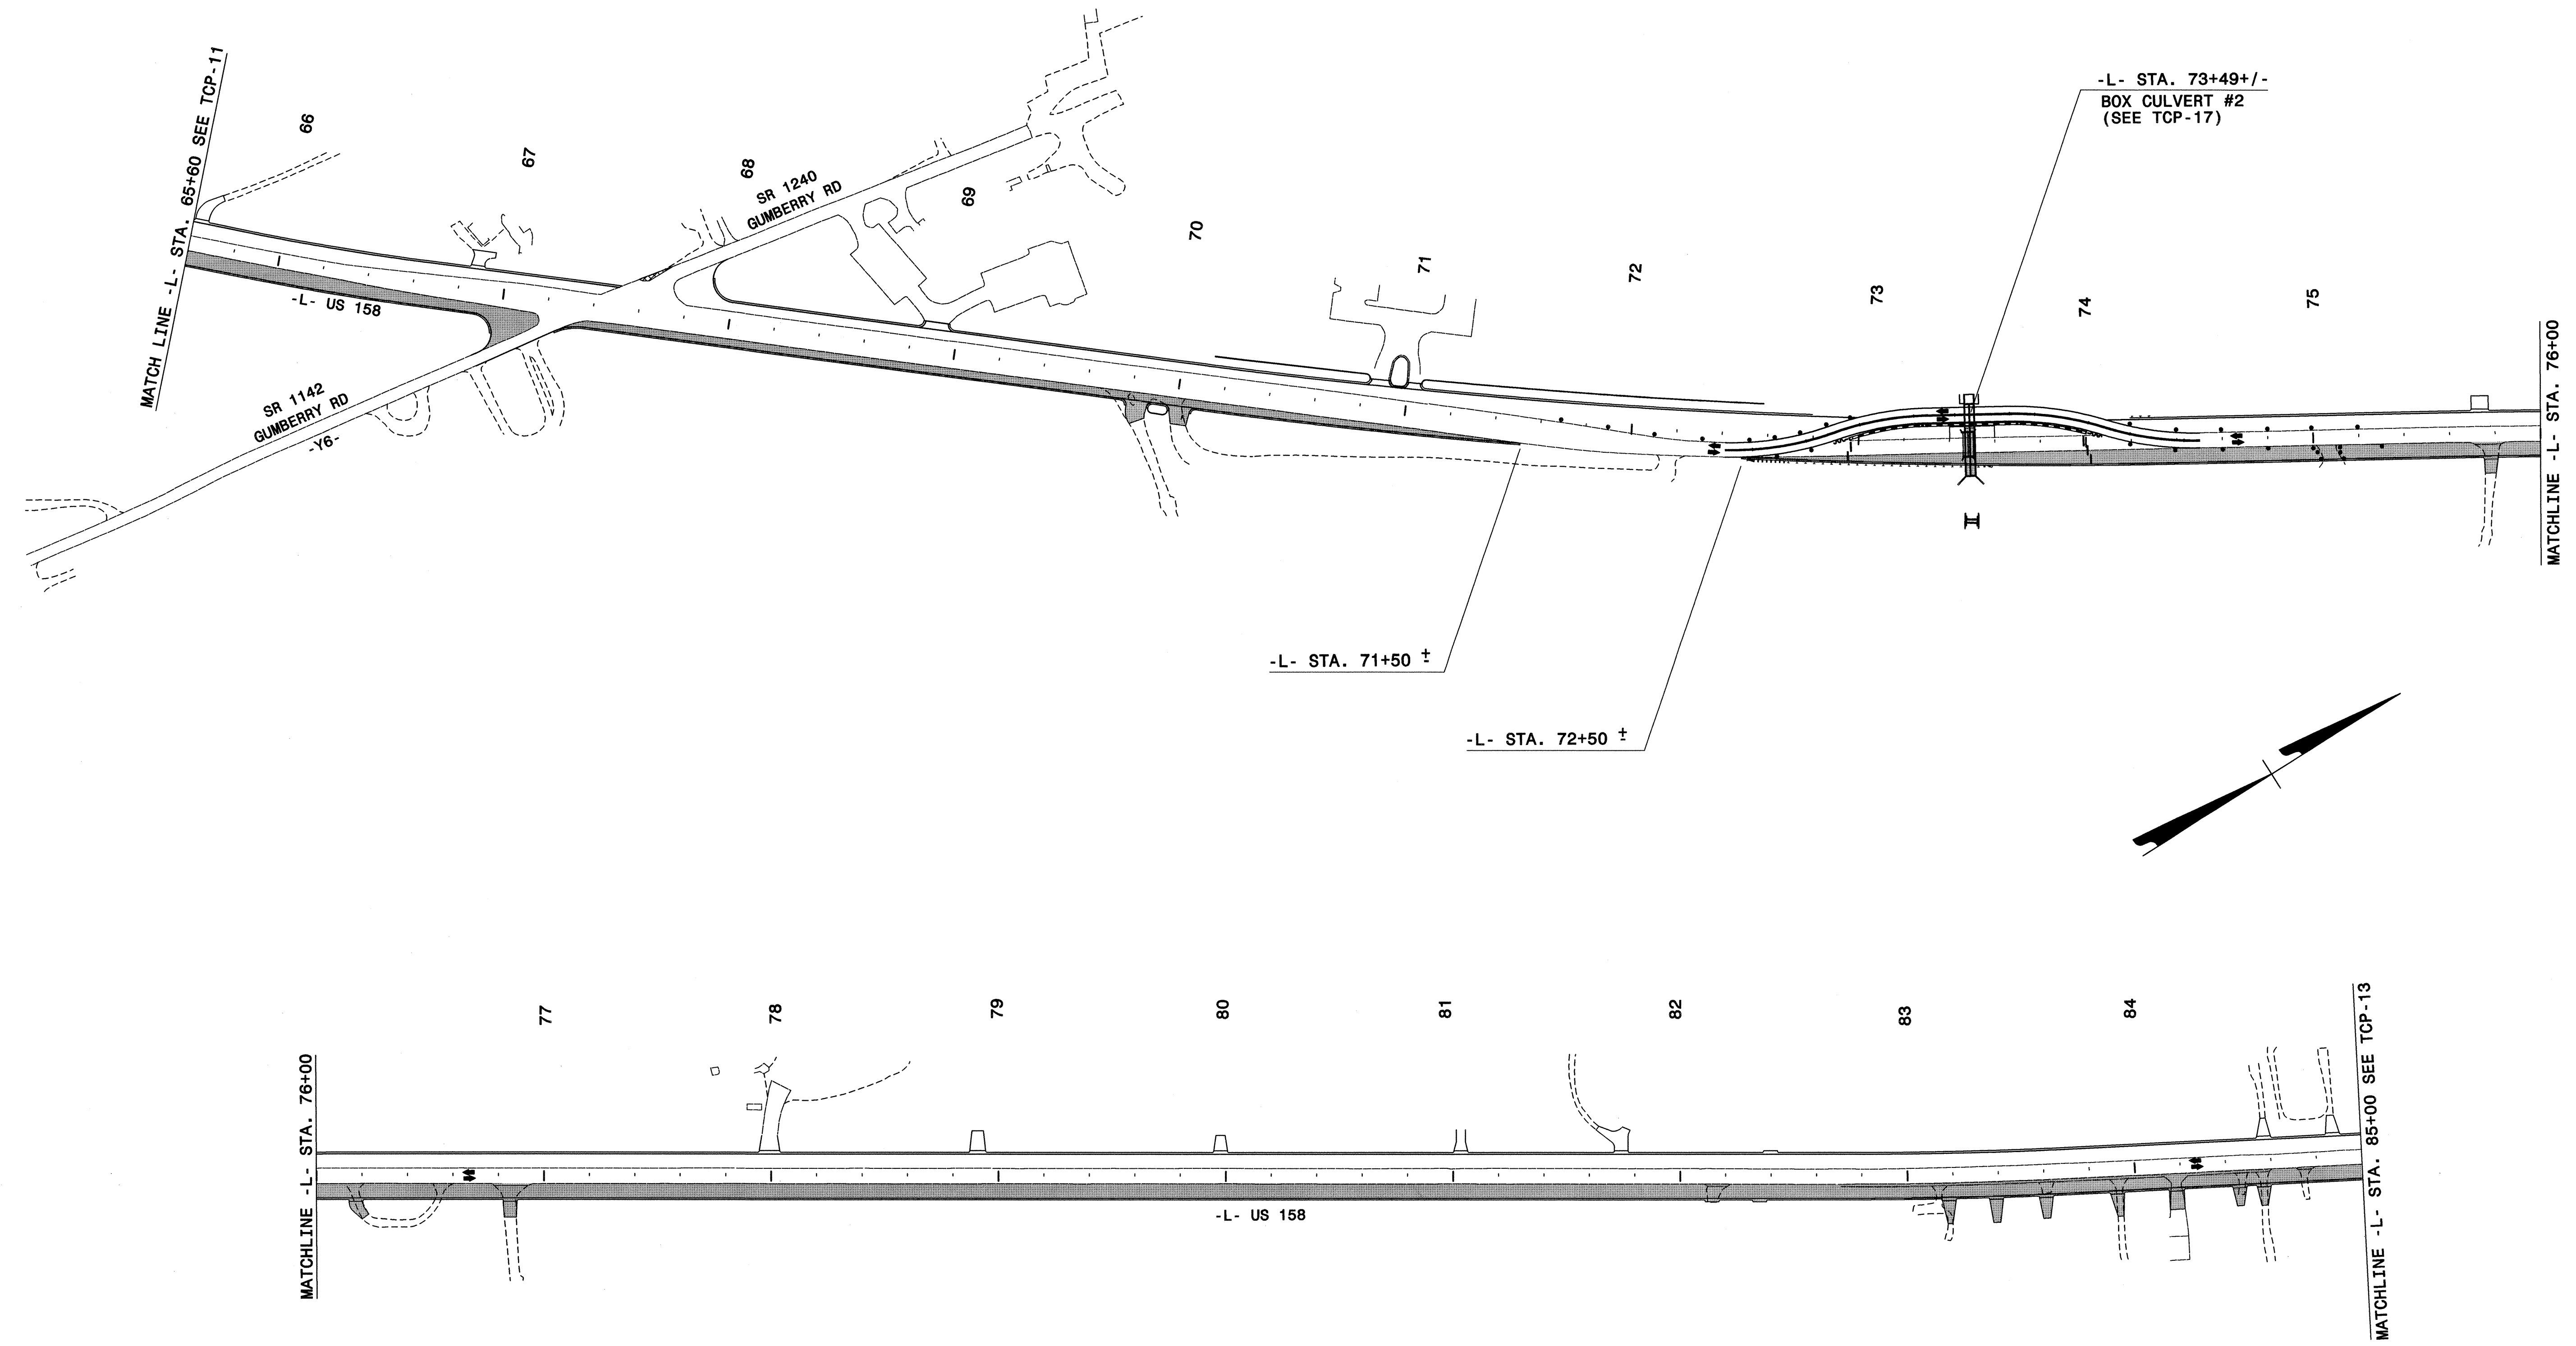 MATCH LINE -L- STA. 65+60 SEE TCP-11
66
67
68
69
70
71
72
73
74
75
SR 1240
GUMBERRY RD
-L- US 158
SR 1142
GUMBERRY RD
-Y6-
-L- STA. 73+49+/-
BOX CULVERT #2
(SEE TCP-17)
-L- STA. 71+50 ±
-L- STA. 72+50 ±
MATCHLINE -L- STA. 76+00
MATCHLINE -L- STA. 76+00
77
78
79
80
81
82
83
84
-L- US 158
MATCHLINE -L- STA. 85+00 SEE TCP-13